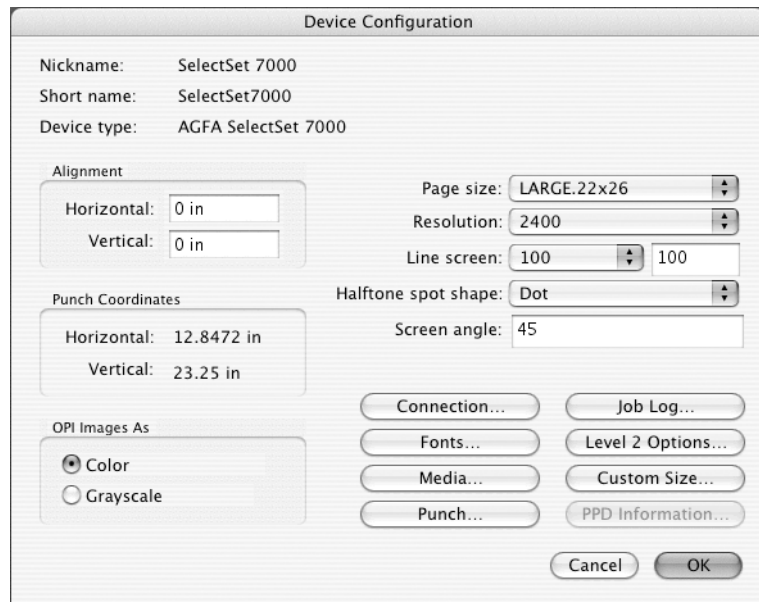 Device Configuration
Nickname: SelectSet 7000
Short name: SelectSet7000
Device type: AGFA SelectSet 7000
Alignment
Horizontal: 0 in
Vertical: 0 in
Punch Coordinates
Horizontal: 12.8472 in
Vertical: 23.25 in
OPI Images As
Color
Grayscale
Page size: LARGE.22x26
Resolution: 2400
Line screen: 100 100
Halftone spot shape: Dot
Screen angle: 45
Connection... Job Log...
Fonts... Level 2 Options...
Media... Custom Size...
Punch... PPD Information...
Cancel OK